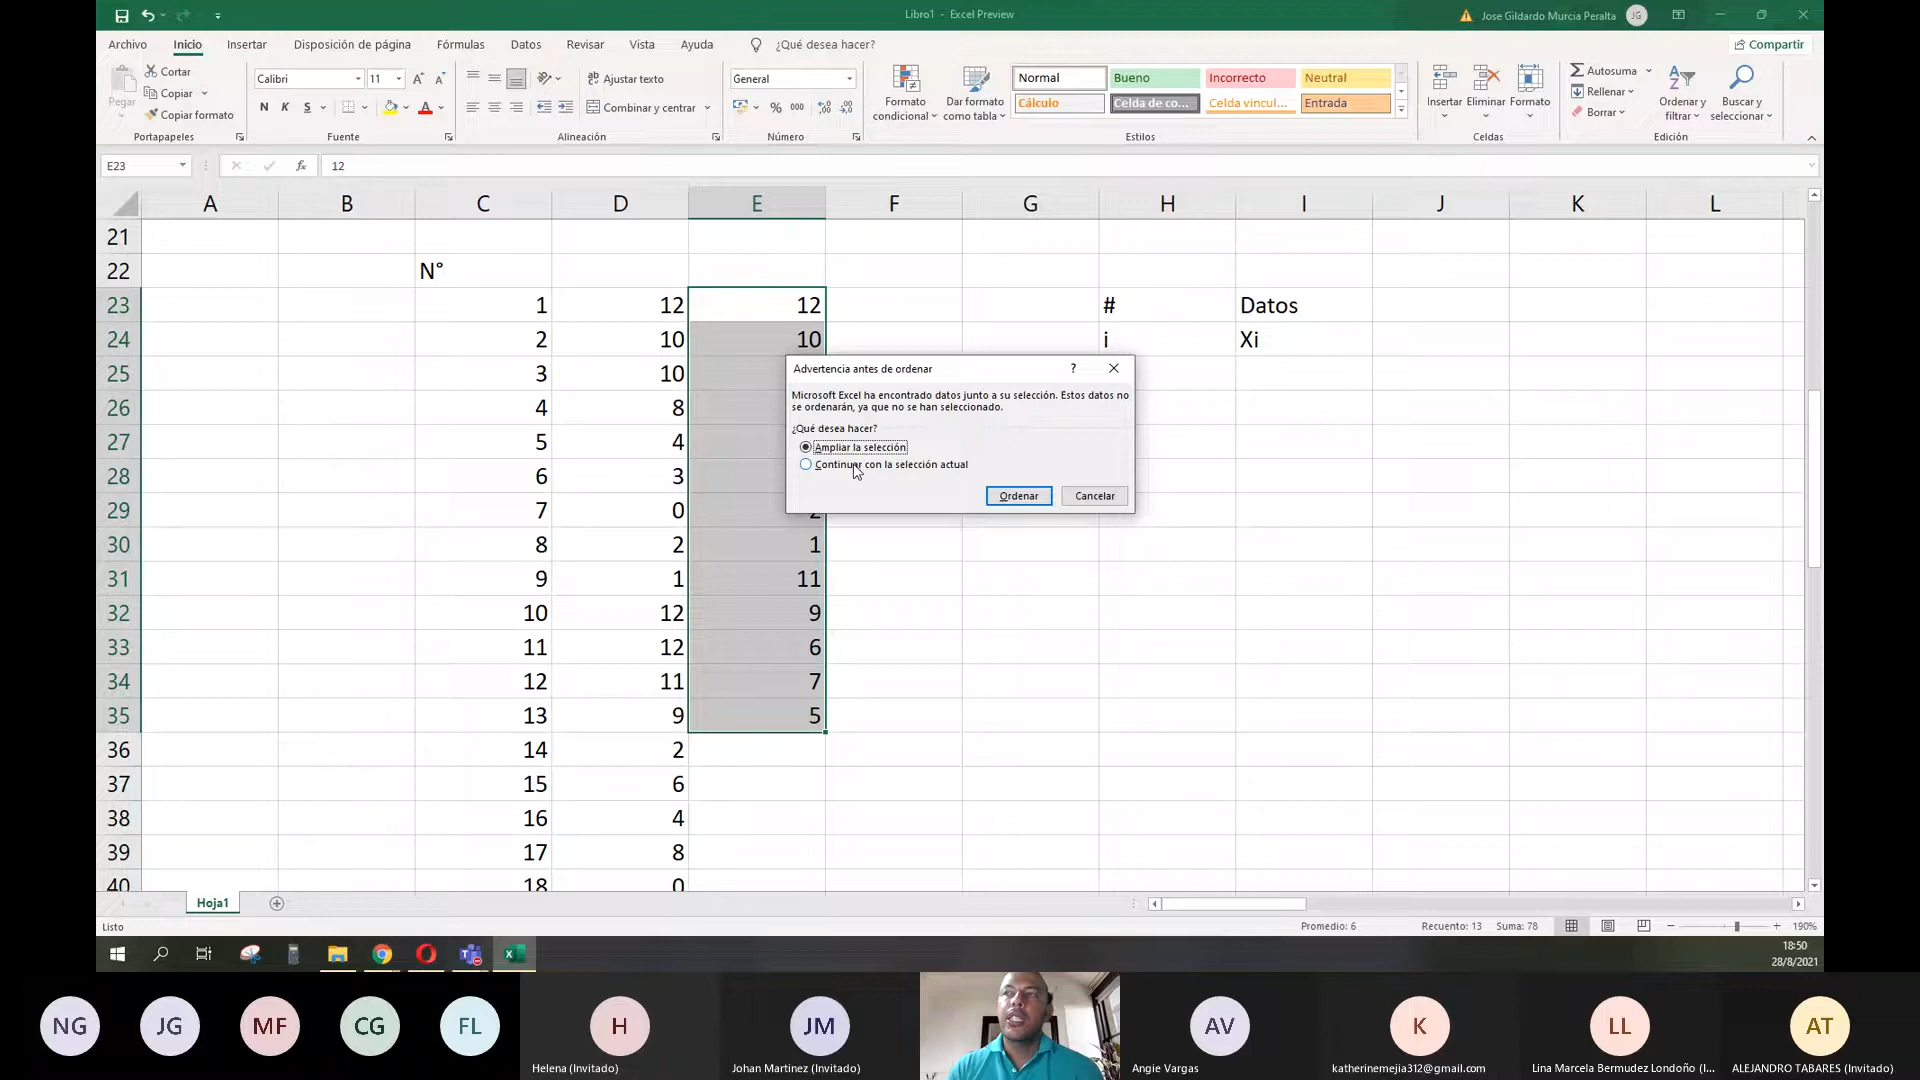 Libro1 - Excel Preview
Jose Gildardo Murcia Peralta JG
Archivo Inicio Insertar Disposición de página Fórmulas Datos Revisar Vista Ayuda ¿Qué desea hacer? Compartir
Pegar
Cortar
Copiar
Copiar formato
Portapapeles
Calibri 11
N K S
Fuente
Ajustar texto
Combinar y centrar
Alineación
General
% 000
Número
Formato condicional
Dar formato como tabla
Normal Bueno Incorrecto Neutral
Cálculo Celda de co... Celda vincul... Entrada
Estilos
Insertar Eliminar Formato
Celdas
Autosuma
Rellenar
Borrar
Ordenar y filtrar
Buscar y seleccionar
Edición
E23 fx 12
A B C D E F G H I J K L
21
22 N°
23 1 12 12 # Datos
24 2 10 10 i Xi
25 3 10
26 4 8
27 5 4
28 6 3
29 7 0 2
30 8 2 1
31 9 1 11
32 10 12 9
33 11 12 6
34 12 11 7
35 13 9 5
36 14 2
37 15 6
38 16 4
39 17 8
40 18 0
Advertencia antes de ordenar ?
Microsoft Excel ha encontrado datos junto a su selección. Estos datos no
se ordenarán, ya que no se han seleccionado.
¿Qué desea hacer?
Ampliar la selección
Continuar con la selección actual
Ordenar Cancelar
Hoja1
Listo Promedio: 6 Recuento: 13 Suma: 78 190%
18:50
28/8/2021
NG JG MF CG FL H JM AV K LL AT
Helena (Invitado) Johan Martinez (Invitado) Angie Vargas katherinemejia312@gmail.com Lina Marcela Bermudez Londoño (I... ALEJANDRO TABARES (Invitado)